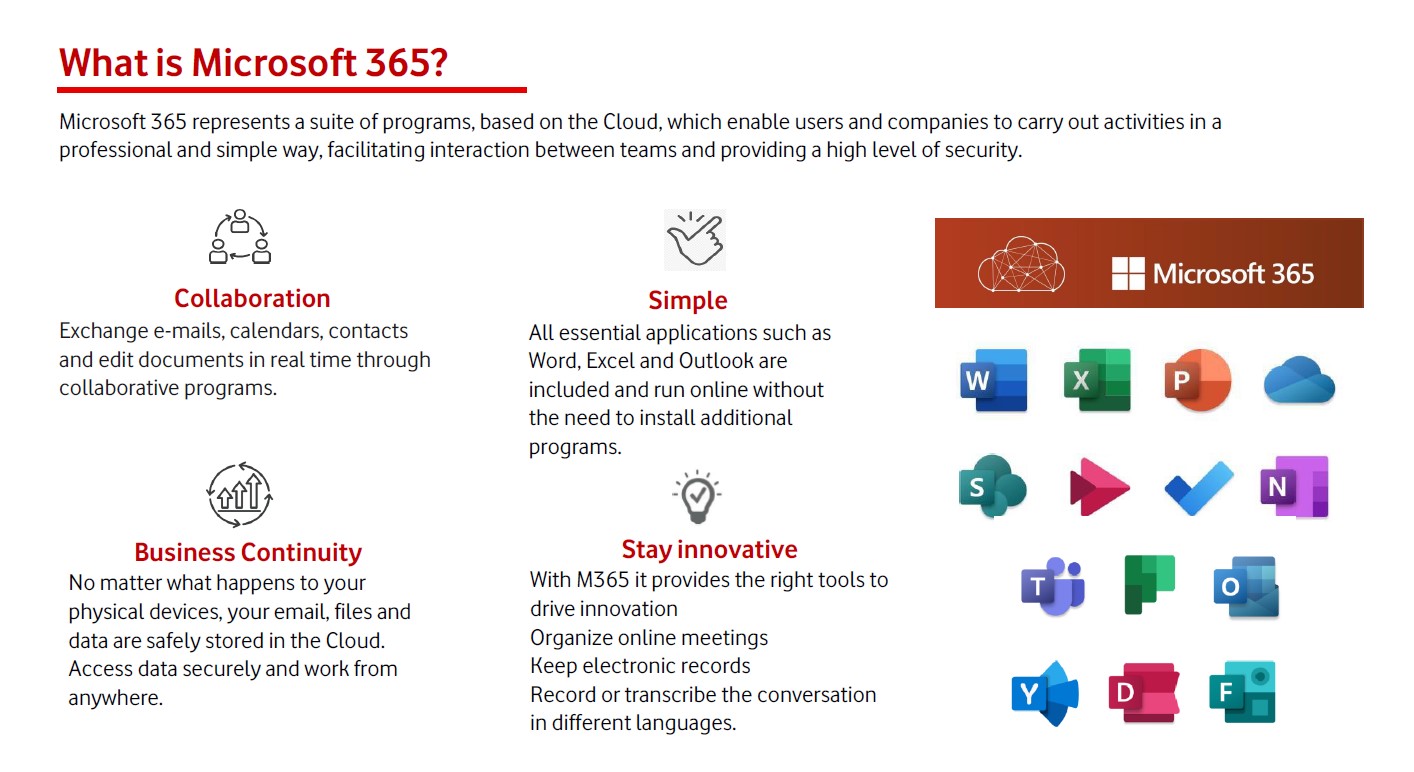 What is Microsoft 365?
Microsoft 365 represents a suite of programs, based on the Cloud, which enable users and companies to carry out activities in a
professional and simple way, facilitating interaction between teams and providing a high level of security.
Collaboration
Exchange e-mails, calendars, contacts
and edit documents in real time through
collaborative programs.
Simple
All essential applications such as
Word, Excel and Outlook are
included and run online without
the need to install additional
programs.
Business Continuity
No matter what happens to your
physical devices, your email, files and
data are safely stored in the Cloud.
Access data securely and work from
anywhere.
Stay innovative
With M365 it provides the right tools to
drive innovation
Organize online meetings
Keep electronic records
Record or transcribe the conversation
in different languages.
Microsoft 365
W X P
S N
T O
Y D F